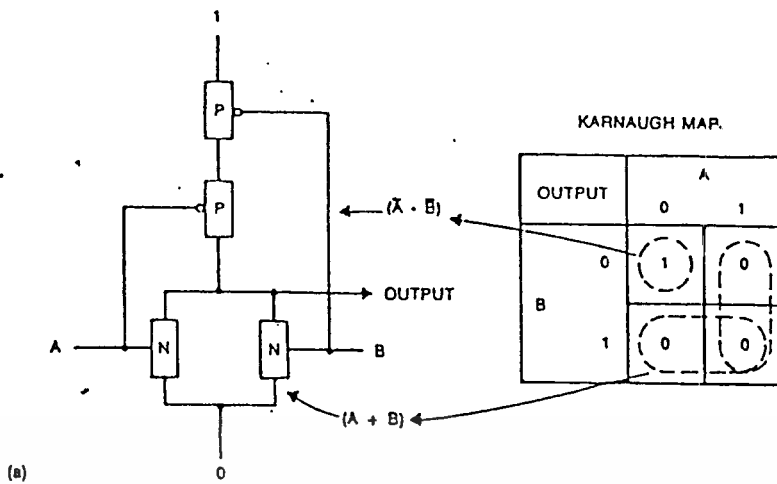 1
P
P
A
N
N
B
OUTPUT
(Ā · B̄)
(A + B)
0
(a)
KARNAUGH MAP.
OUTPUT
A
0 1
B
0 1 0
1 0 0